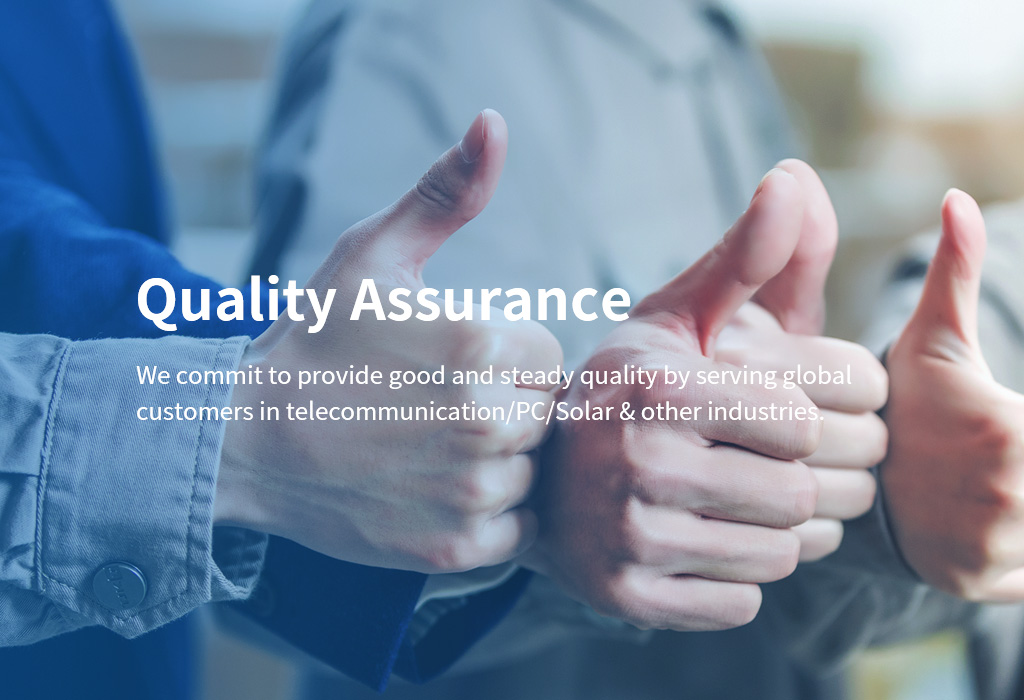 Quality Assurance
We commit to provide good and steady quality by serving global
customers in telecommunication/PC/Solar & other industries.